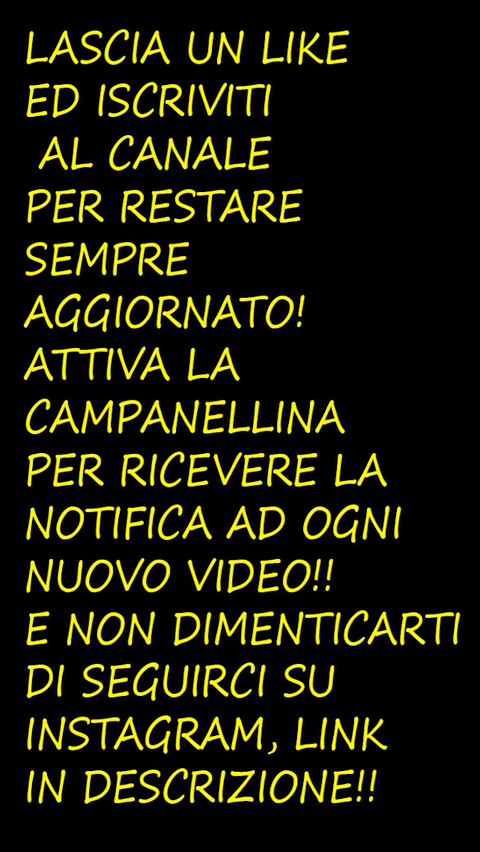 LASCIA UN LIKE
ED ISCRIVITI
AL CANALE
PER RESTARE
SEMPRE
AGGIORNATO!
ATTIVA LA
CAMPANELLINA
PER RICEVERE LA
NOTIFICA AD OGNI
NUOVO VIDEO!!
E NON DIMENTICARTI
DI SEGUIRCI SU
INSTAGRAM, LINK
IN DESCRIZIONE!!